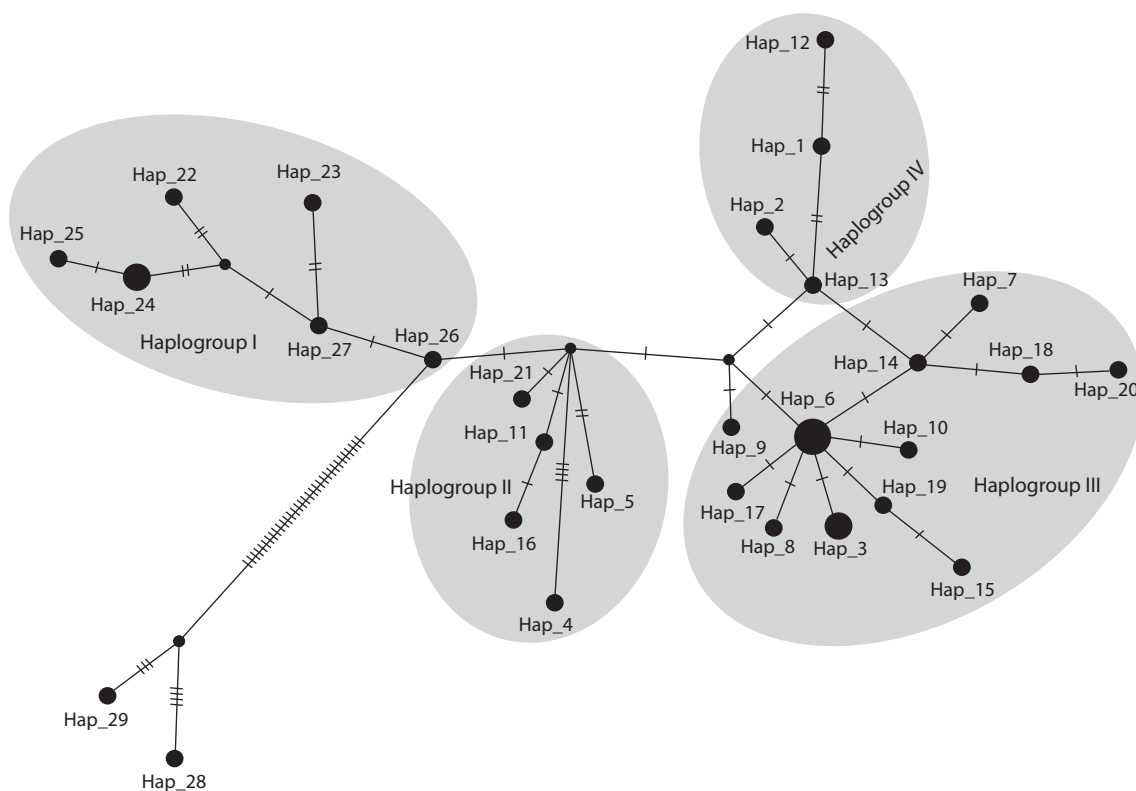 Hap_12
Hap_1
Hap_2
Haplogroup IV
Hap_13
Hap_22
Hap_23
Hap_25
Hap_24
Haplogroup I
Hap_27
Hap_26
Hap_7
Hap_14
Hap_18
Hap_20
Hap_21
Hap_6
Hap_11
Hap_9
Hap_10
Haplogroup II
Haplogroup III
Hap_5
Hap_17
Hap_19
Hap_16
Hap_8
Hap_3
Hap_15
Hap_4
Hap_29
Hap_28